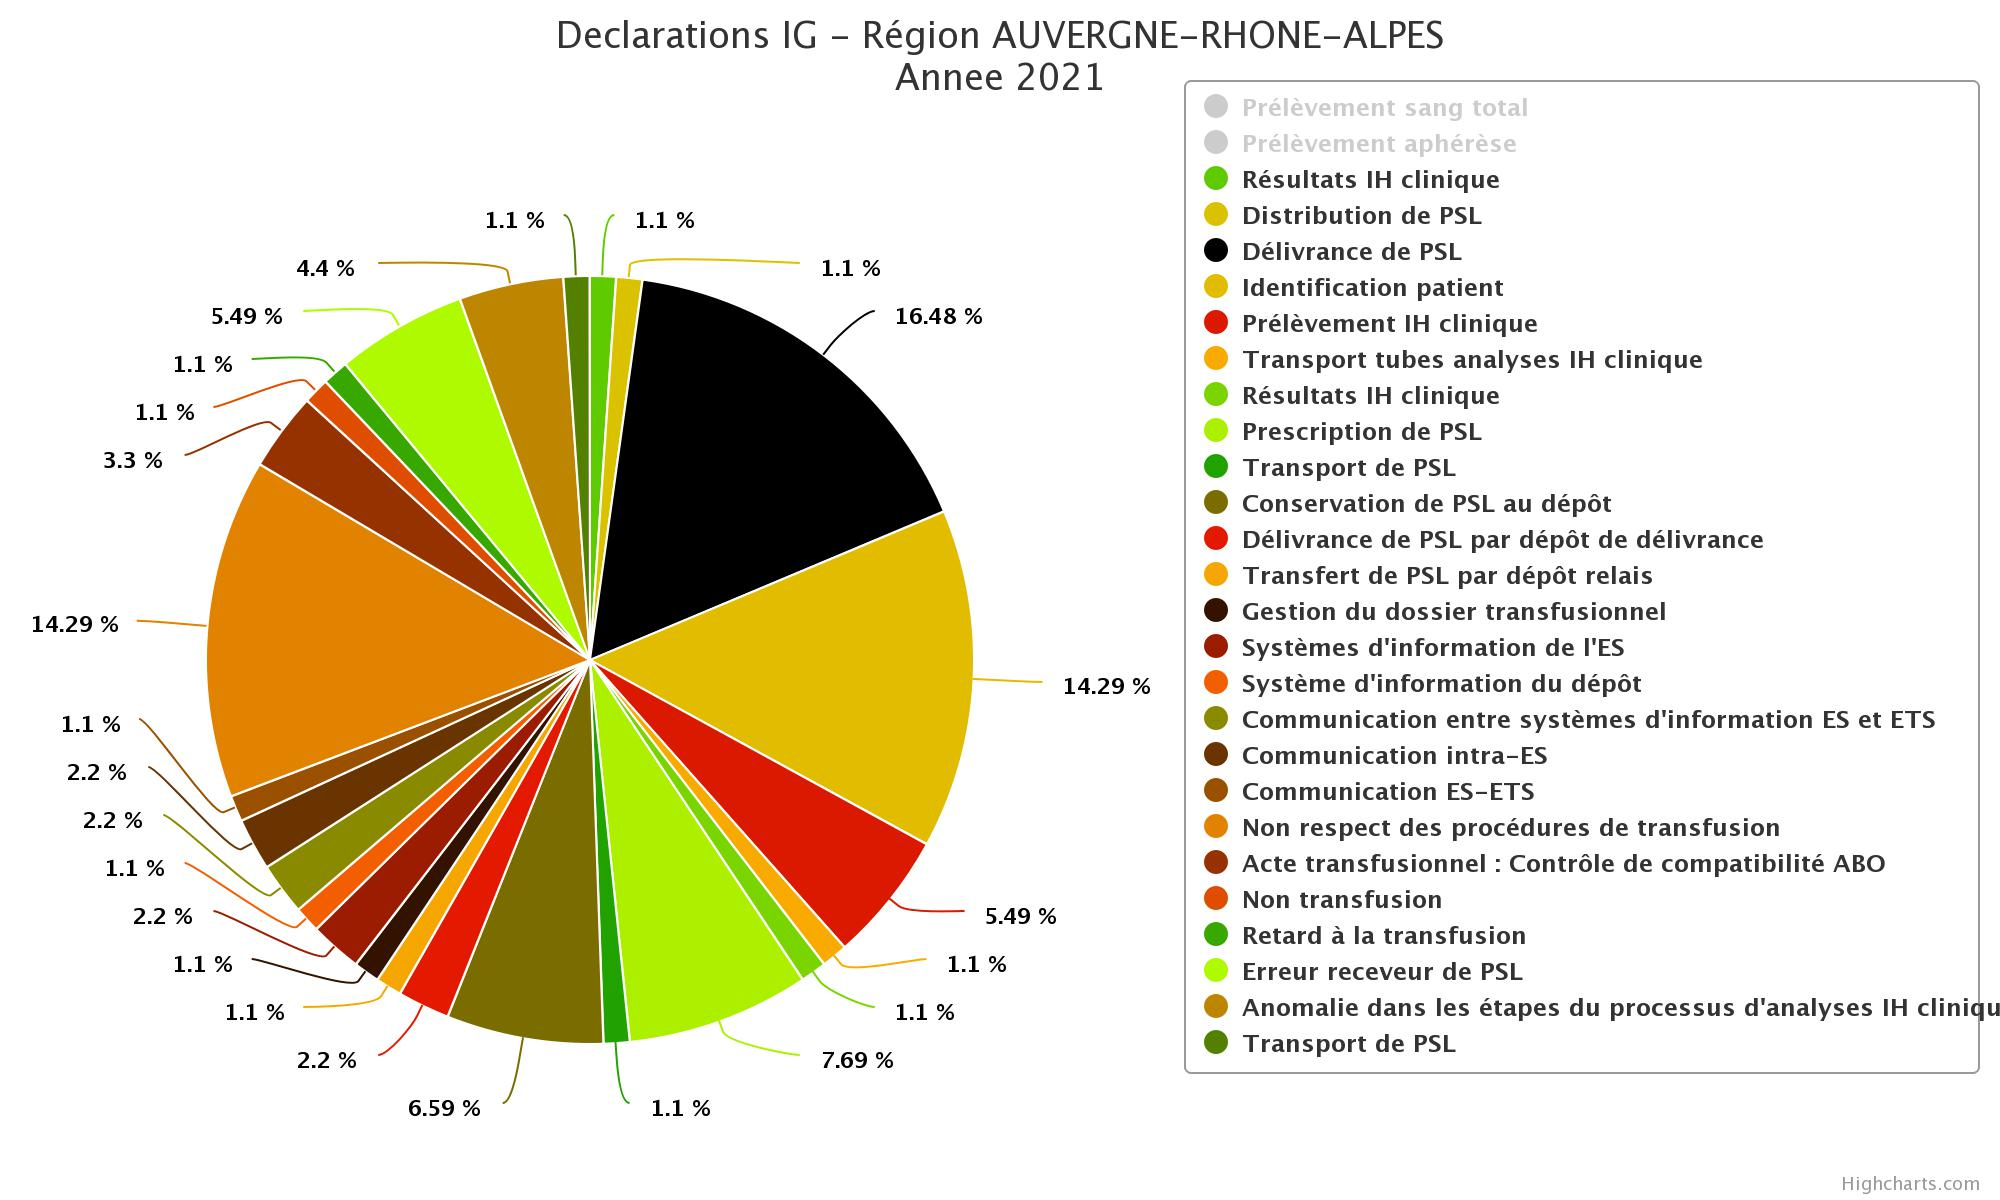 Declarations IG – Région AUVERGNE–RHONE–ALPES
Annee 2021
Prélèvement sang total
Prélèvement aphérèse
Résultats IH clinique
Distribution de PSL
Délivrance de PSL
Identification patient
Prélèvement IH clinique
Transport tubes analyses IH clinique
Résultats IH clinique
Prescription de PSL
Transport de PSL
Conservation de PSL au dépôt
Délivrance de PSL par dépôt de délivrance
Transfert de PSL par dépôt relais
Gestion du dossier transfusionnel
Systèmes d'information de l'ES
Système d'information du dépôt
Communication entre systèmes d'information ES et ETS
Communication intra–ES
Communication ES–ETS
Non respect des procédures de transfusion
Acte transfusionnel : Contrôle de compatibilité ABO
Non transfusion
Retard à la transfusion
Erreur receveur de PSL
Anomalie dans les étapes du processus d'analyses IH cliniqu
Transport de PSL
1.1 %
1.1 %
16.48 %
14.29 %
5.49 %
1.1 %
1.1 %
7.69 %
1.1 %
6.59 %
2.2 %
1.1 %
1.1 %
2.2 %
1.1 %
2.2 %
2.2 %
1.1 %
14.29 %
3.3 %
1.1 %
1.1 %
5.49 %
4.4 %
1.1 %
Highcharts.com